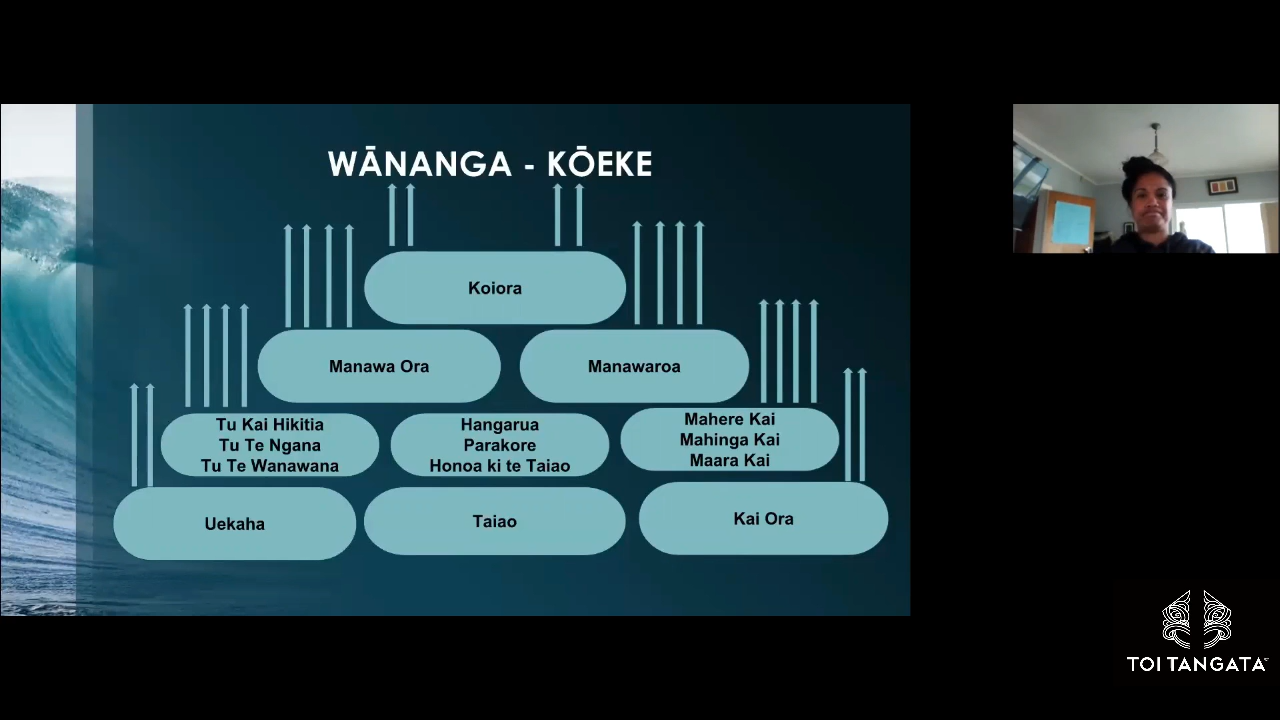 WĀNANGA - KŌEKE
Koiora
Manawa Ora
Manawaroa
Tu Kai Hikitia
Tu Te Ngana
Tu Te Wanawana
Hangarua
Parakore
Honoa ki te Taiao
Mahere Kai
Mahinga Kai
Maara Kai
Uekaha
Taiao
Kai Ora
TOI TANGATA